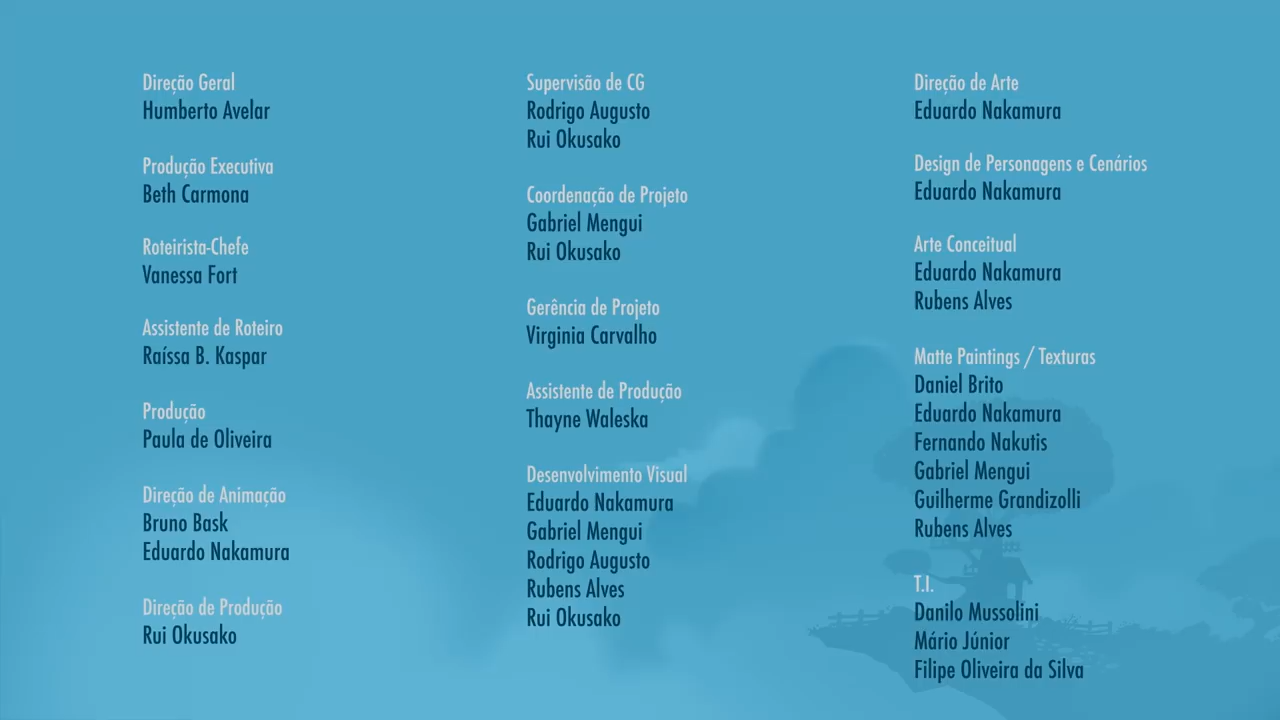 Direção Geral
Humberto Avelar
Produção Executiva
Beth Carmona
Roteirista-Chefe
Vanessa Fort
Assistente de Roteiro
Raíssa B. Kaspar
Produção
Paula de Oliveira
Direção de Animação
Bruno Bask
Eduardo Nakamura
Direção de Produção
Rui Okusako
Supervisão de CG
Rodrigo Augusto
Rui Okusako
Coordenação de Projeto
Gabriel Mengui
Rui Okusako
Gerência de Projeto
Virginia Carvalho
Assistente de Produção
Thayne Waleska
Desenvolvimento Visual
Eduardo Nakamura
Gabriel Mengui
Rodrigo Augusto
Rubens Alves
Rui Okusako
Direção de Arte
Eduardo Nakamura
Design de Personagens e Cenários
Eduardo Nakamura
Arte Conceitual
Eduardo Nakamura
Rubens Alves
Matte Paintings / Texturas
Daniel Brito
Eduardo Nakamura
Fernando Nakutis
Gabriel Mengui
Guilherme Grandizolli
Rubens Alves
T.I.
Danilo Mussolini
Mário Júnior
Filipe Oliveira da Silva